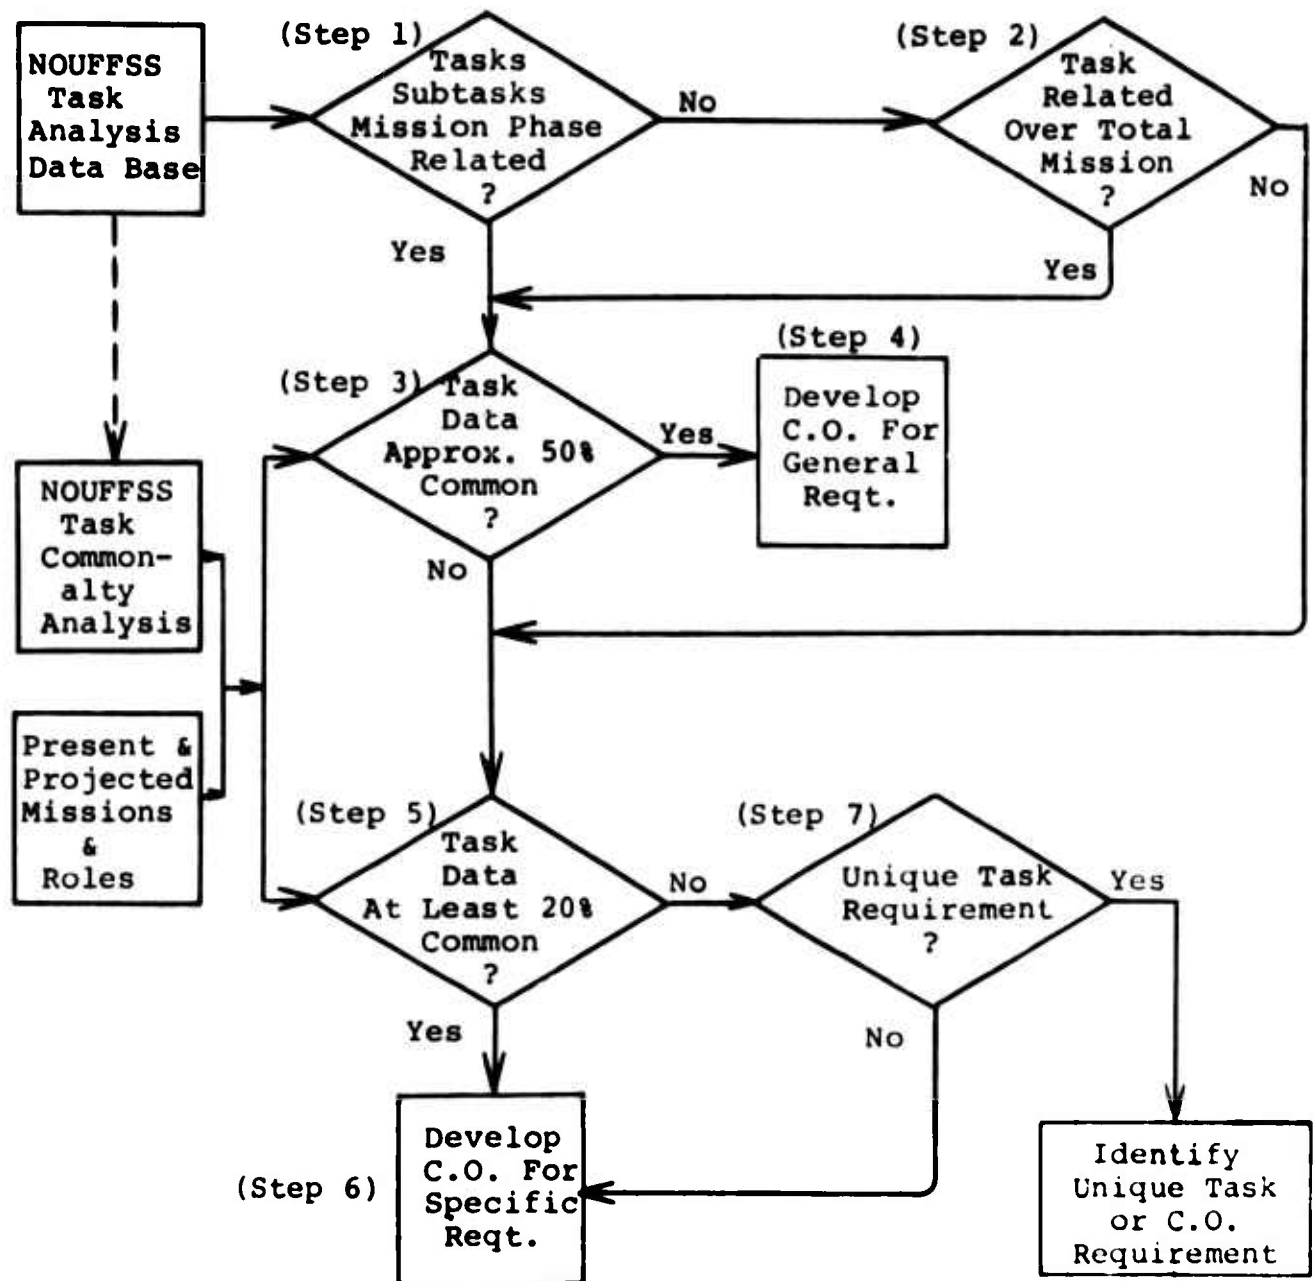 NOUFFSS
Task
Analysis
Data Base
(Step 1)
Tasks
Subtasks
Mission Phase
Related
?
No
Yes
(Step 2)
Task
Related
Over Total
Mission
?
No
Yes
(Step 3)
Task
Data
Approx. 50%
Common
?
Yes
No
(Step 4)
Develop
C.O. For
General
Reqt.
NOUFFSS
Task
Common-
alty
Analysis
Present &
Projected
Missions
&
Roles
(Step 5)
Task
Data
At Least 20%
Common
?
No
Yes
(Step 7)
Unique Task
Requirement
?
Yes
No
(Step 6)
Develop
C.O. For
Specific
Reqt.
Identify
Unique Task
or C.O.
Requirement